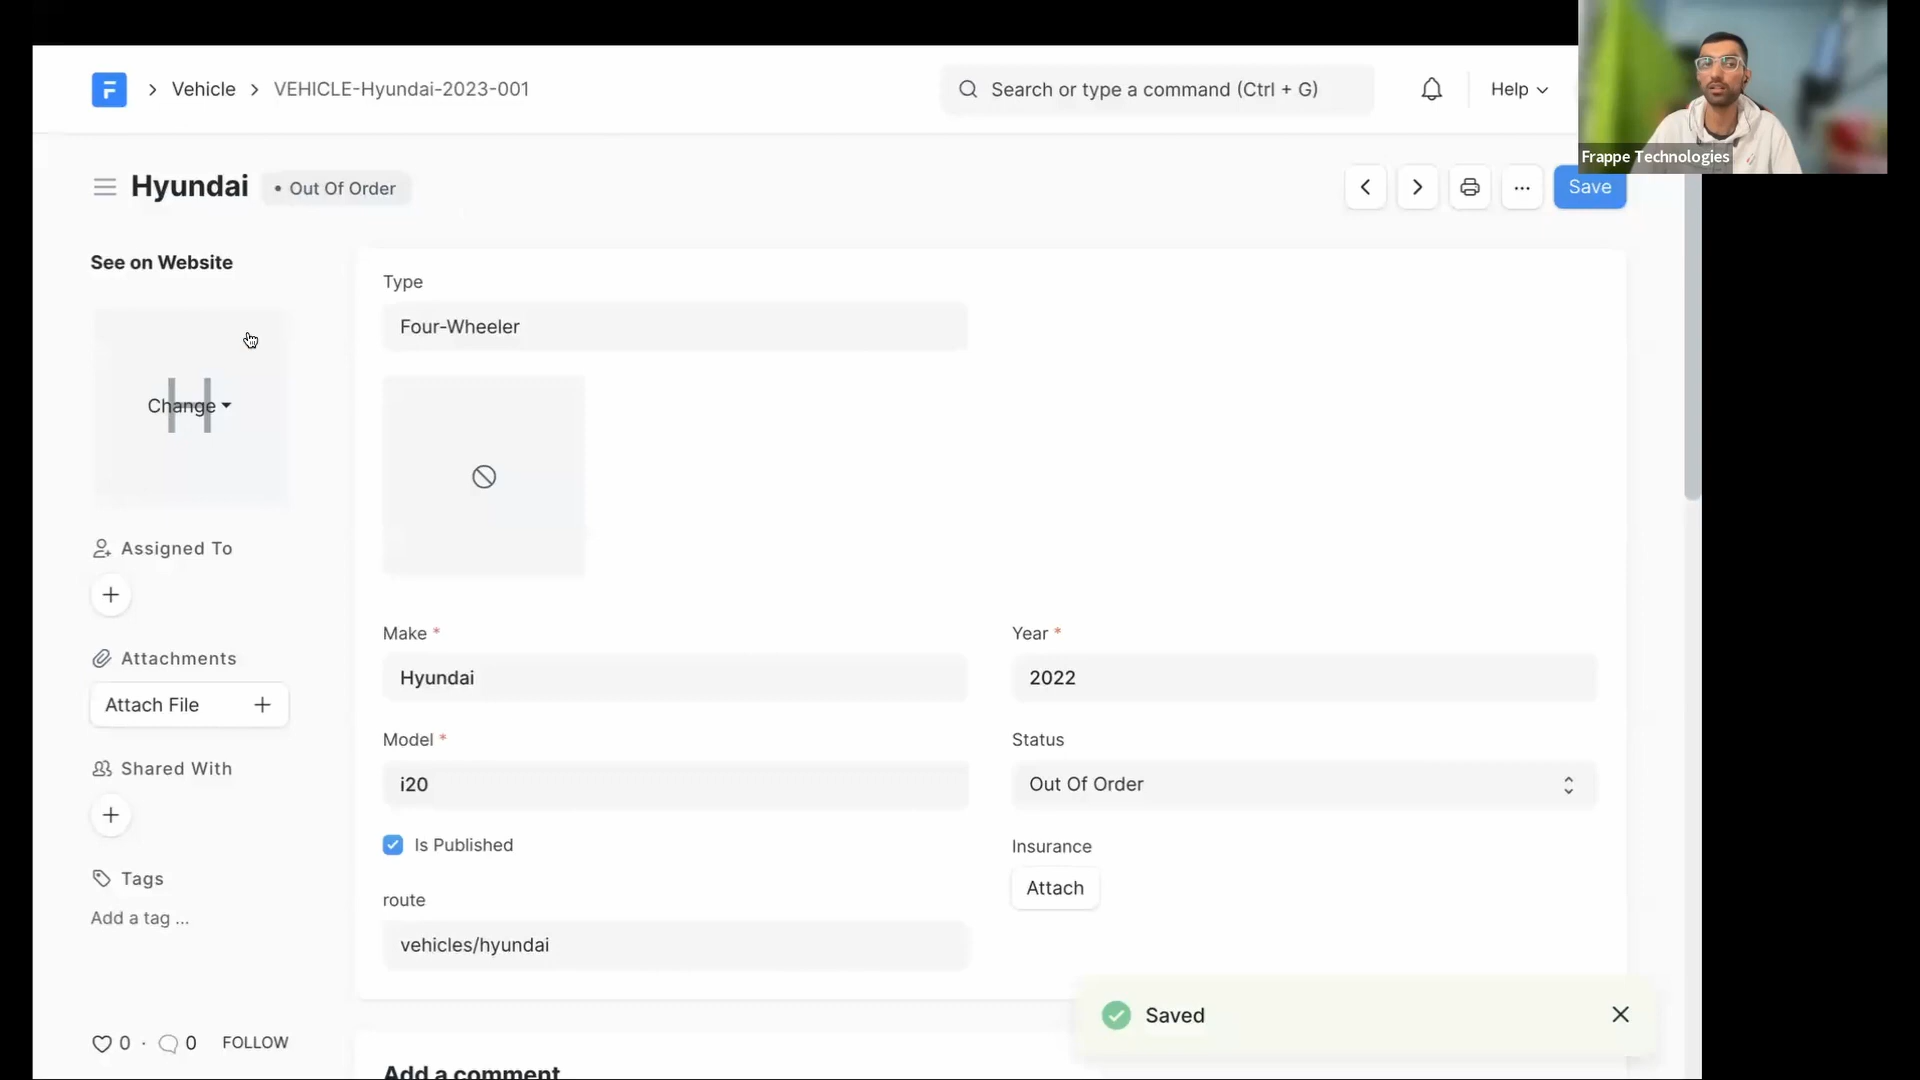 F
Vehicle
VEHICLE-Hyundai-2023-001
Search or type a command (Ctrl + G)
Help
Frappe Technologies
Hyundai
• Out Of Order
...
Save
See on Website
H
Change
Assigned To
Attachments
Attach File
Shared With
Tags
Add a tag ...
0 · 0
FOLLOW
Type
Four-Wheeler
Make *
Hyundai
Year *
2022
Model *
i20
Status
Out Of Order
Is Published
Insurance
Attach
route
vehicles/hyundai
Saved
Add a comment